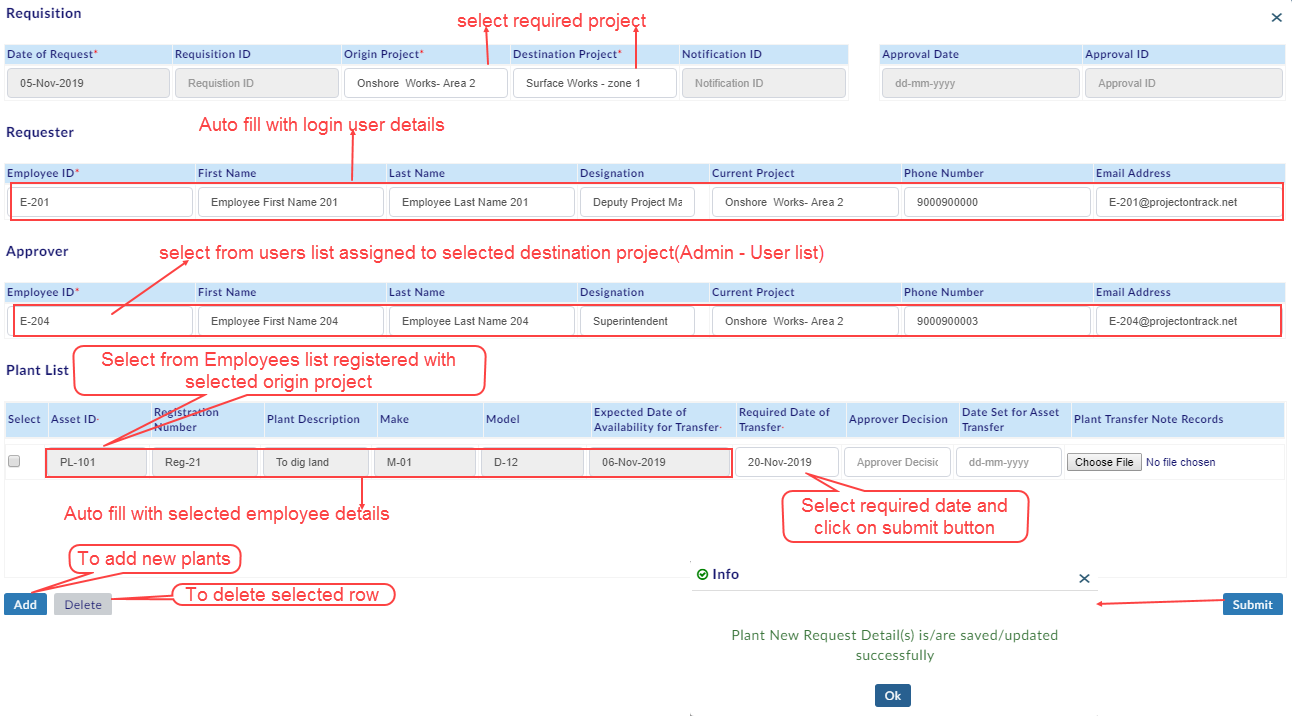 Requisition
select required project
Date of Request* Requisition ID Origin Project* Destination Project* Notification ID Approval Date Approval ID
05-Nov-2019 Requistion ID Onshore Works- Area 2 Surface Works - zone 1 Notification ID dd-mm-yyyy Approval ID
Auto fill with login user details
Requester
Employee ID* First Name Last Name Designation Current Project Phone Number Email Address
E-201 Employee First Name 201 Employee Last Name 201 Deputy Project Ma Onshore Works- Area 2 9000900000 E-201@projectontrack.net
Approver
select from users list assigned to selected destination project(Admin - User list)
Employee ID* First Name Last Name Designation Current Project Phone Number Email Address
E-204 Employee First Name 204 Employee Last Name 204 Superintendent Onshore Works- Area 2 9000900003 E-204@projectontrack.net
Plant List
Select from Employees list registered with
selected origin project
Select Asset ID* Registration Number Plant Description Make Model Expected Date of Availability for Transfer* Required Date of Transfer* Approver Decision Date Set for Asset Transfer Plant Transfer Note Records
PL-101 Reg-21 To dig land M-01 D-12 06-Nov-2019 20-Nov-2019 Approver Decisic dd-mm-yyyy Choose File No file chosen
Auto fill with selected employee details
Select required date and
click on submit button
To add new plants
To delete selected row
Add Delete
Submit
Info
Plant New Request Detail(s) is/are saved/updated
successfully
Ok